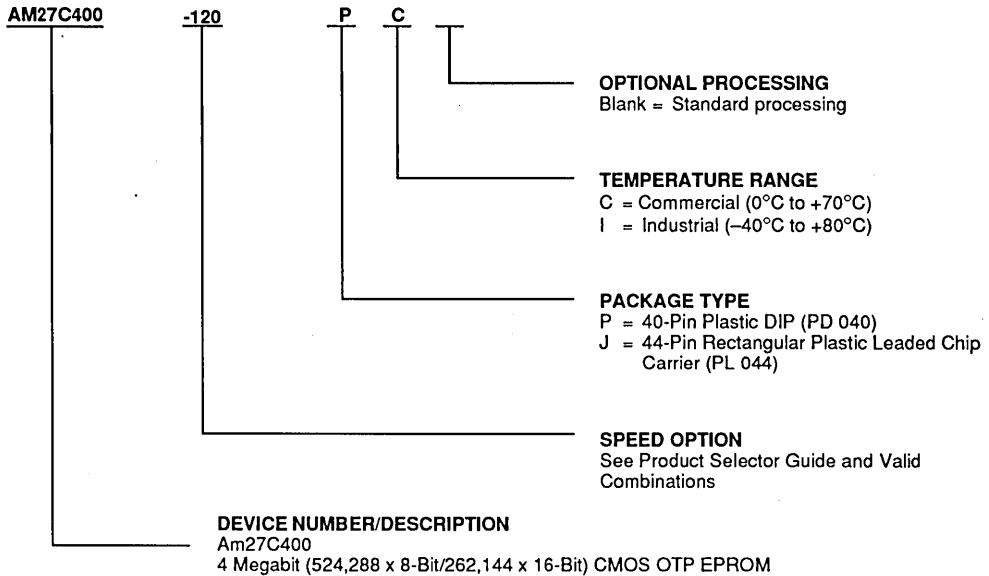 AM27C400 -120 P C
OPTIONAL PROCESSING
Blank = Standard processing
TEMPERATURE RANGE
C = Commercial (0°C to +70°C)
I = Industrial (–40°C to +80°C)
PACKAGE TYPE
P = 40-Pin Plastic DIP (PD 040)
J = 44-Pin Rectangular Plastic Leaded Chip
Carrier (PL 044)
SPEED OPTION
See Product Selector Guide and Valid
Combinations
DEVICE NUMBER/DESCRIPTION
Am27C400
4 Megabit (524,288 x 8-Bit/262,144 x 16-Bit) CMOS OTP EPROM